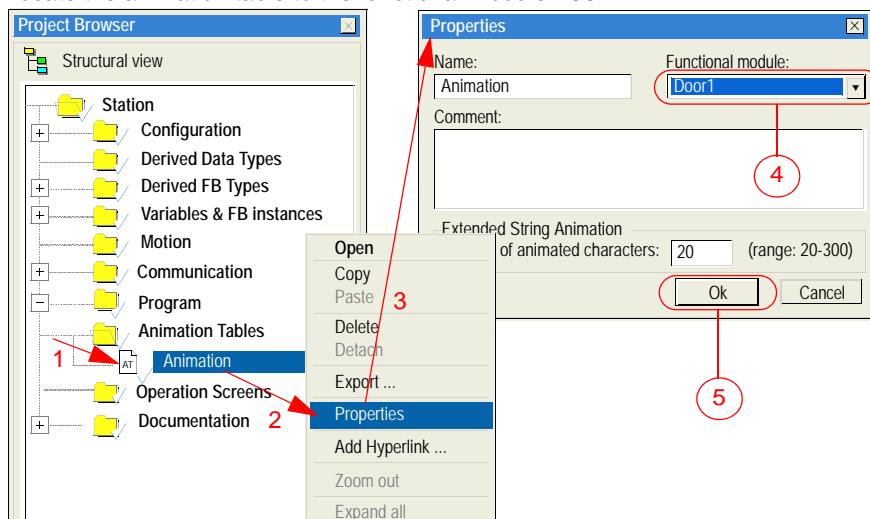 Project Browser
Structural view
Station
Configuration
Derived Data Types
Derived FB Types
Variables & FB instances
Motion
Communication
Program
Animation Tables
1
AT
Animation
Operation Screens
2
Documentation
Open
Copy
Paste
3
Delete
Detach
Export ...
Properties
Add Hyperlink ...
Zoom out
Expand all
Properties
Name:
Functional module:
Animation
Door1
Comment:
4
Extended String Animation
of animated characters:
20
(range: 20-300)
Ok
Cancel
5